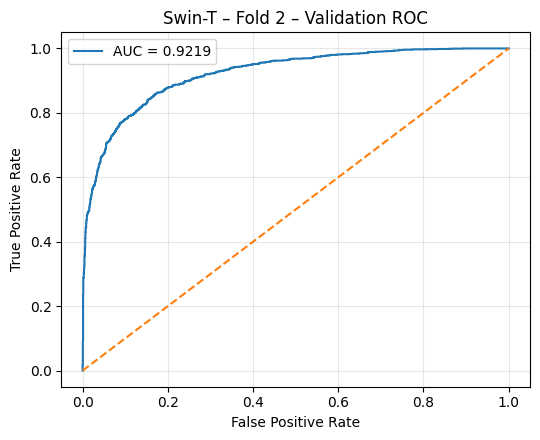 Swin-T – Fold 2 – Validation ROC
AUC = 0.9219
True Positive Rate
1.0
0.8
0.6
0.4
0.2
0.0
0.0 0.2 0.4 0.6 0.8 1.0
False Positive Rate